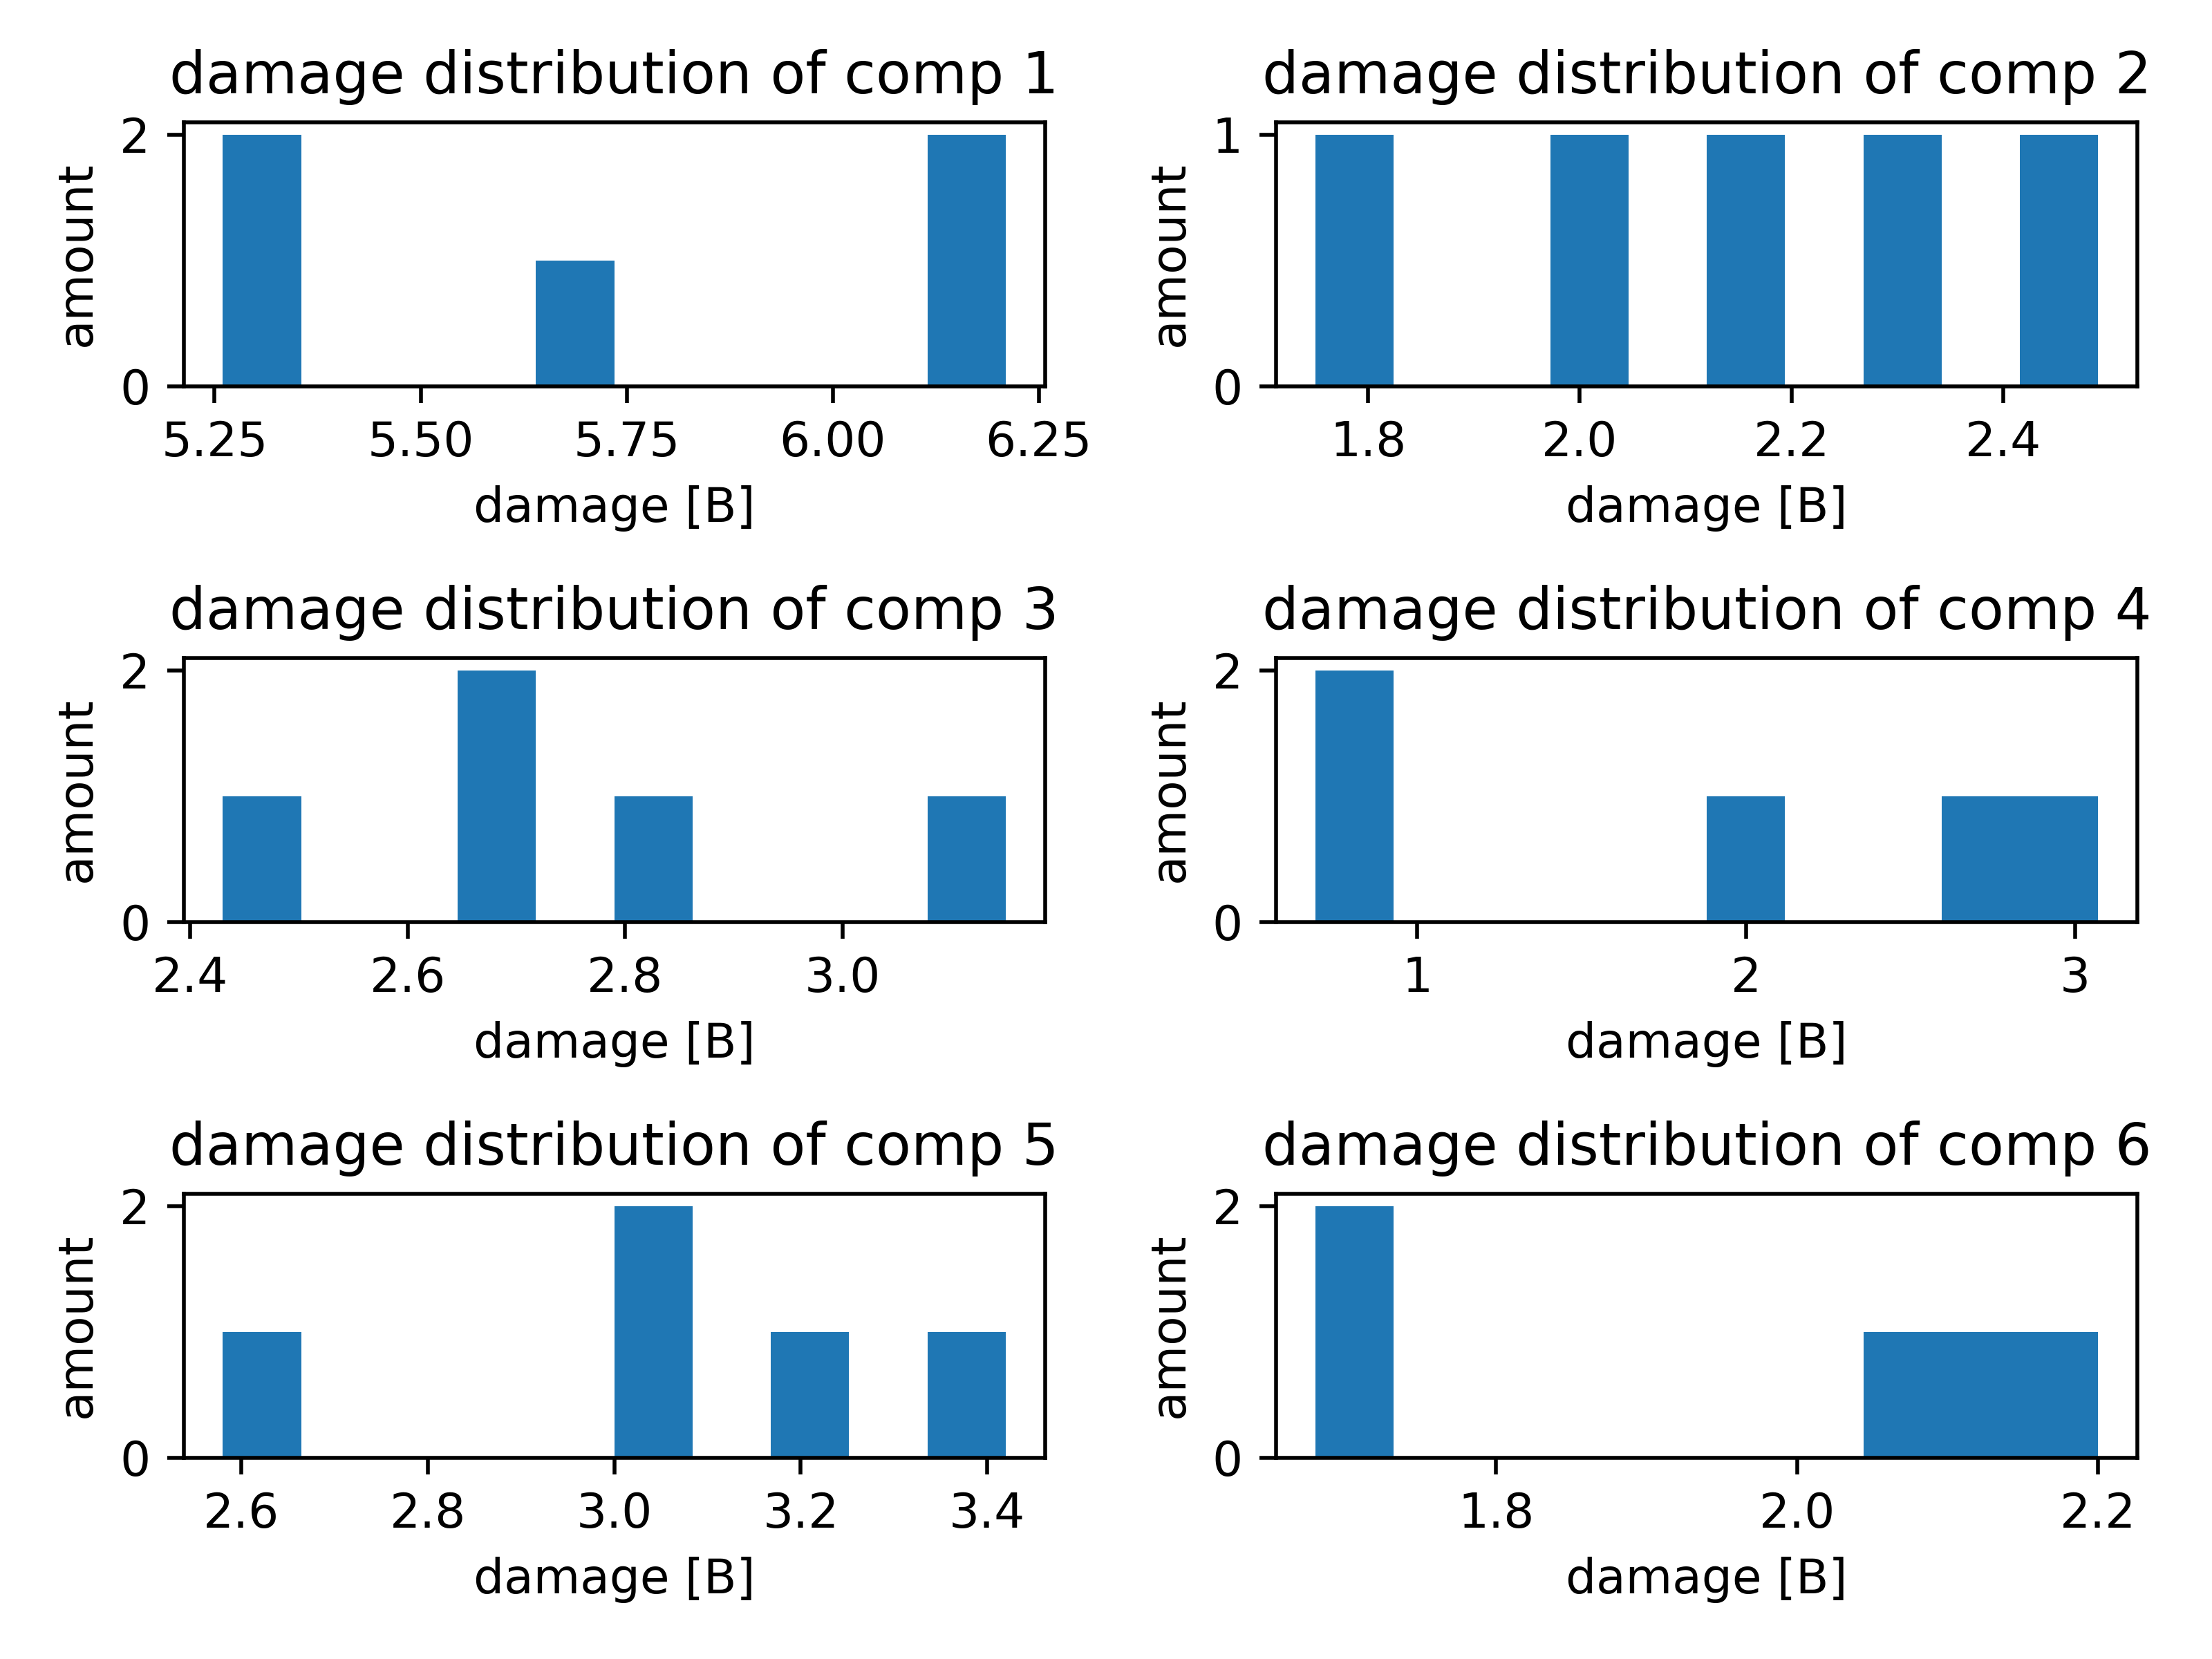 damage distribution of comp 1
amount
2
0
5.25 5.50 5.75 6.00 6.25
damage [B]
damage distribution of comp 2
amount
1
0
1.8 2.0 2.2 2.4
damage [B]
damage distribution of comp 3
amount
2
0
2.4 2.6 2.8 3.0
damage [B]
damage distribution of comp 4
amount
2
0
1 2 3
damage [B]
damage distribution of comp 5
amount
2
0
2.6 2.8 3.0 3.2 3.4
damage [B]
damage distribution of comp 6
amount
2
0
1.8 2.0 2.2
damage [B]